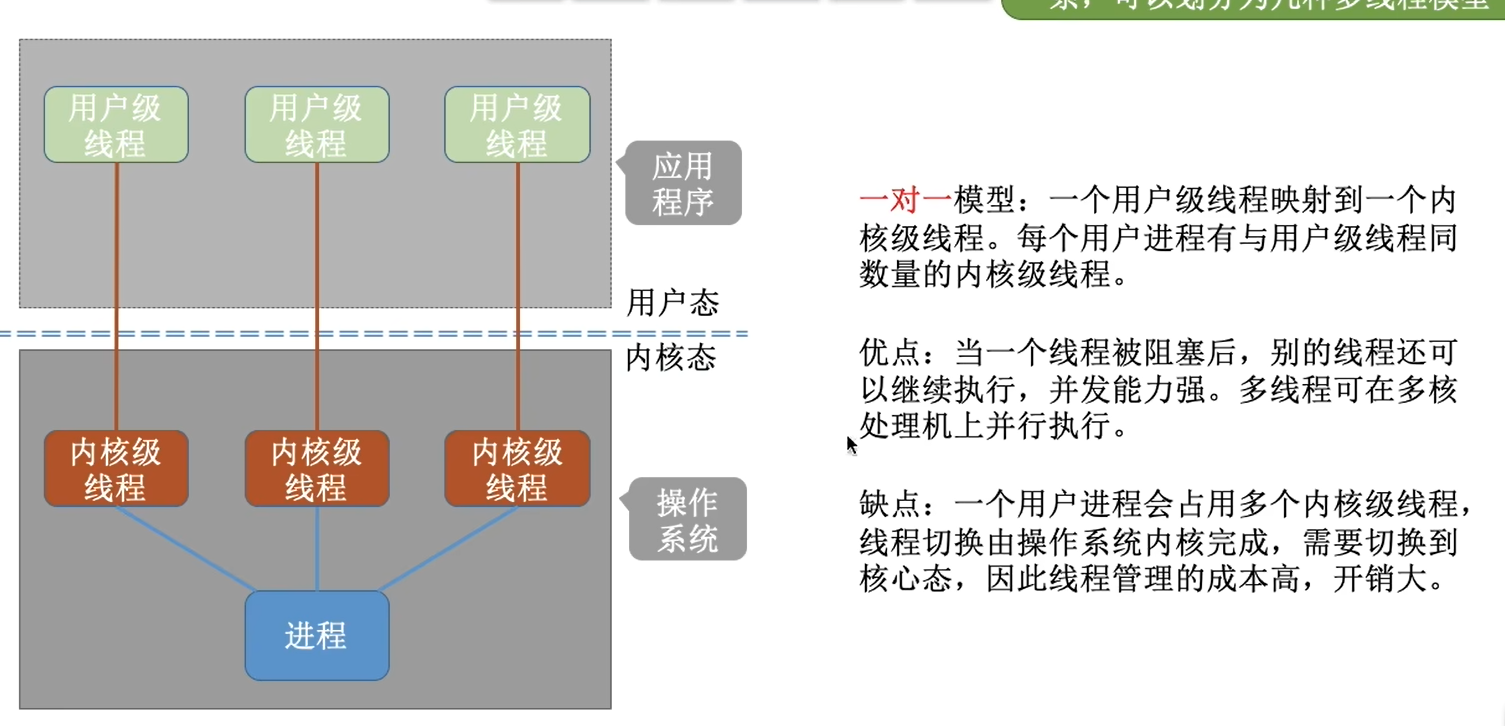 系，可以划分为几种多线程模型
用户级
线程
用户级
线程
用户级
线程
应用
程序
用户态
内核态
内核级
线程
内核级
线程
内核级
线程
操作
系统
进程
一对一模型：一个用户级线程映射到一个内
核级线程。每个用户进程有与用户级线程同
数量的内核级线程。
优点：当一个线程被阻塞后，别的线程还可
以继续执行，并发能力强。多线程可在多核
处理机上并行执行。
缺点：一个用户进程会占用多个内核级线程，
线程切换由操作系统内核完成，需要切换到
核心态，因此线程管理的成本高，开销大。